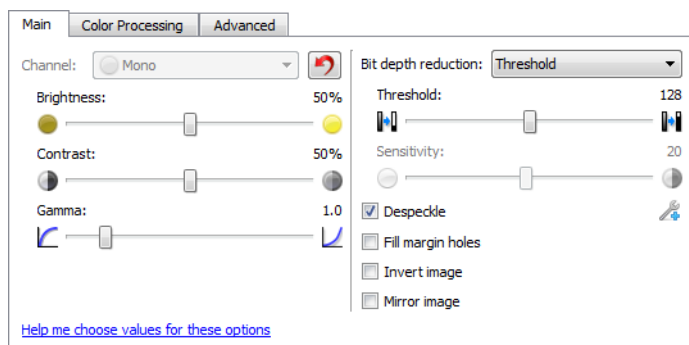 Main Color Processing Advanced
Channel: Mono
Brightness: 50%
Contrast: 50%
Gamma: 1.0
Help me choose values for these options
Bit depth reduction: Threshold
Threshold: 128
Sensitivity: 20
Despeckle
Fill margin holes
Invert image
Mirror image